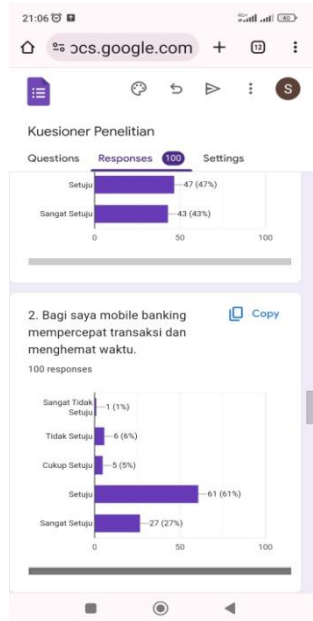 21:06
40
ocs.google.com
12
S
Kuesioner Penelitian
Questions Responses 100 Settings
Setuju 47 (47%)
Sangat Setuju 43 (43%)
0 50 100
2. Bagi saya mobile banking
mempercepat transaksi dan
menghemat waktu.
Copy
100 responses
Sangat Tidak
Setuju 1 (1%)
Tidak Setuju 6 (6%)
Cukup Setuju 5 (5%)
Setuju 61 (61%)
Sangat Setuju 27 (27%)
0 50 100